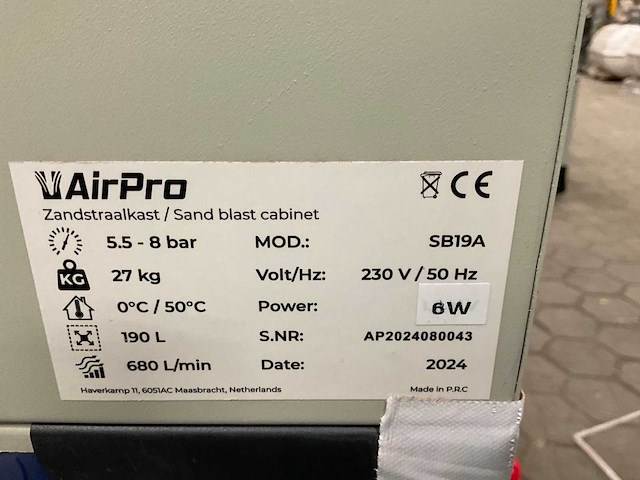 AirPro
CE
Zandstraalkast / Sand blast cabinet
5.5 - 8 bar MOD.: SB19A
KG 27 kg Volt/Hz: 230 V / 50 Hz
0°C / 50°C Power: 6W
190 L S.NR: AP2024080043
680 L/min Date: 2024
Haverkamp 11, 6051AC Maasbracht, Netherlands Made in P.R.C